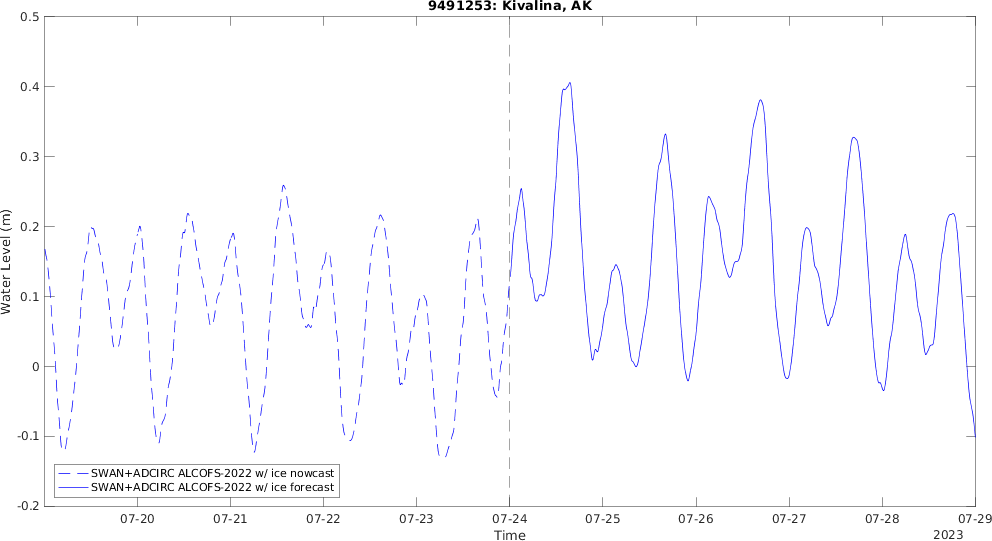 9491253: Kivalina, AK
Water Level (m)
0.5
0.4
0.3
0.2
0.1
0
-0.1
-0.2
SWAN+ADCIRC ALCOFS-2022 w/ ice nowcast
SWAN+ADCIRC ALCOFS-2022 w/ ice forecast
07-20 07-21 07-22 07-23 07-24 07-25 07-26 07-27 07-28 07-29
Time
2023